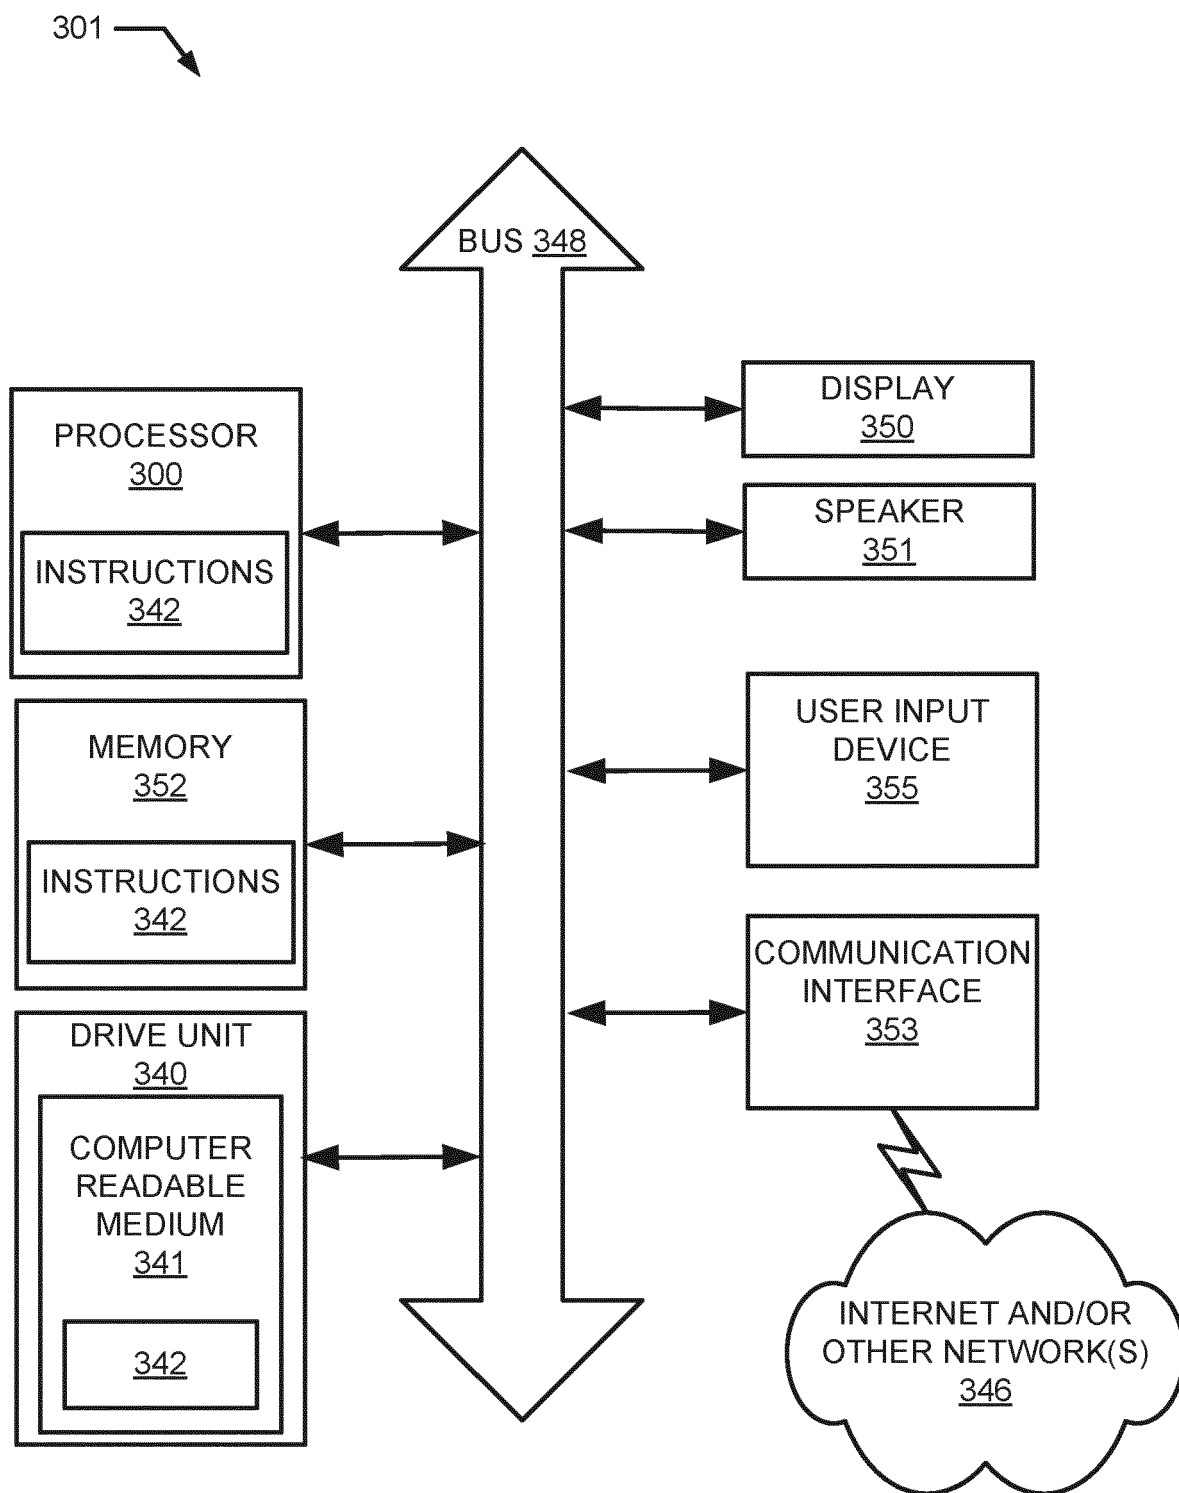 301
BUS 348
PROCESSOR
300
INSTRUCTIONS
342
MEMORY
352
INSTRUCTIONS
342
DRIVE UNIT
340
COMPUTER
READABLE
MEDIUM
341
342
DISPLAY
350
SPEAKER
351
USER INPUT
DEVICE
355
COMMUNICATION
INTERFACE
353
INTERNET AND/OR
OTHER NETWORK(S)
346